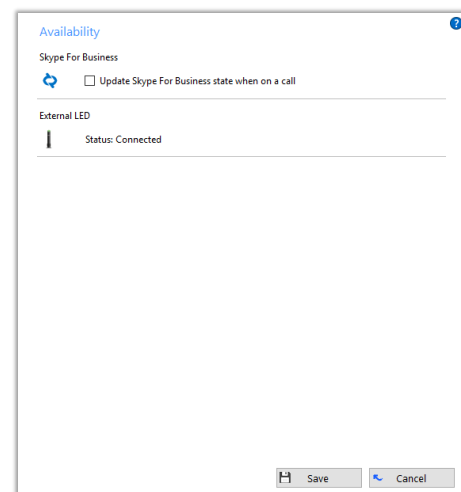 Availability
?
Skype For Business
Update Skype For Business state when on a call
External LED
Status: Connected
Save
Cancel